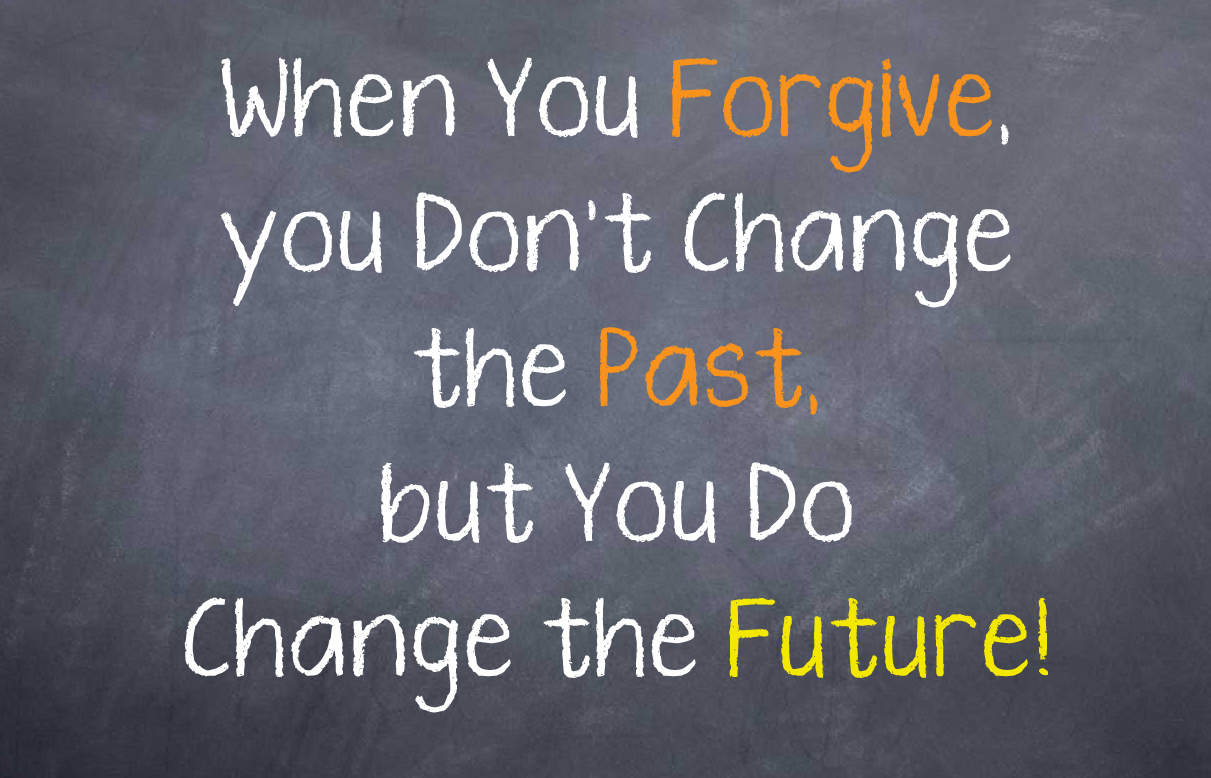 When You Forgive,
you Don't Change
the Past,
but You Do
Change the Future!